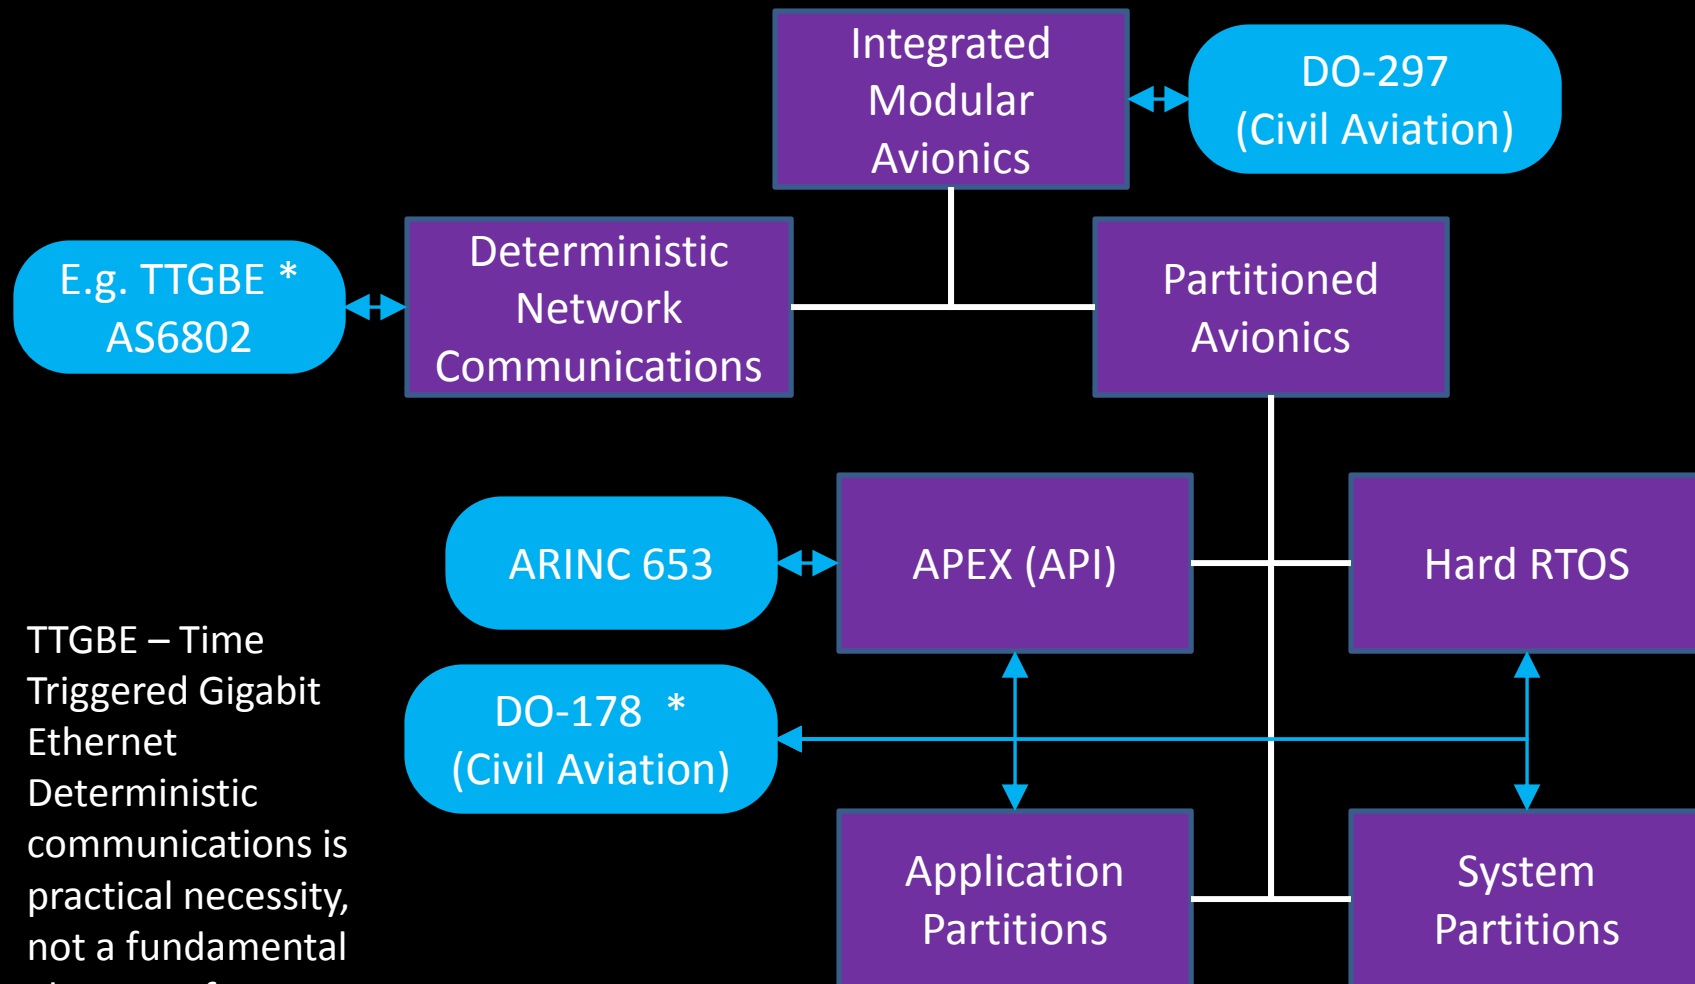 Integrated
Modular
Avionics
DO-297
(Civil Aviation)
E.g. TTGBE *
AS6802
Deterministic
Network
Communications
Partitioned
Avionics
ARINC 653
APEX (API)
Hard RTOS
DO-178 *
(Civil Aviation)
Application
Partitions
System
Partitions
TTGBE – Time
Triggered Gigabit
Ethernet
Deterministic
communications is
practical necessity,
not a fundamental